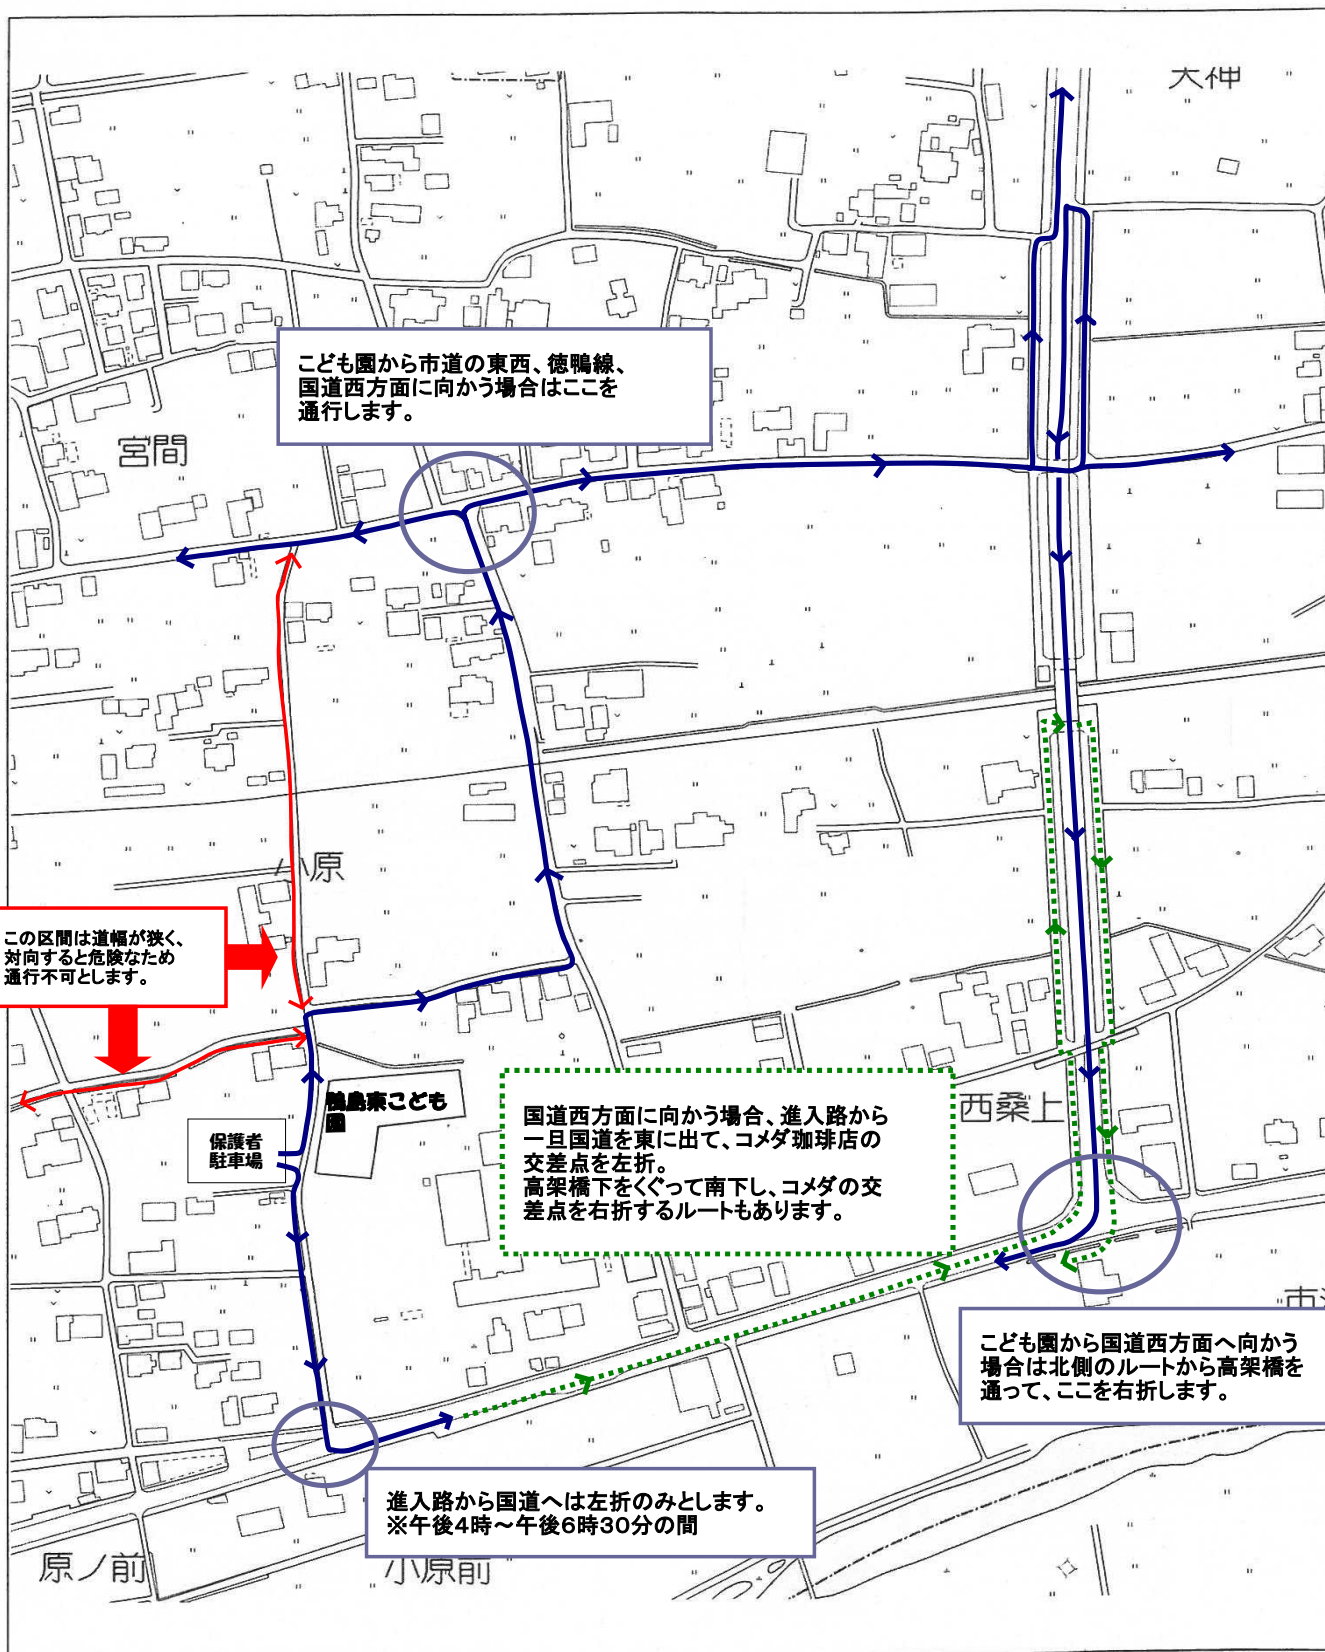 天神
こども園から市道の東西、徳鴨線、
国道西方面に向かう場合はここを
通行します。
宮間
小原
この区間は道幅が狭く、
対向すると危険なため
通行不可とします。
鴨島東こども
園
保護者
駐車場
国道西方面に向かう場合、進入路から
一旦国道を東に出て、コメダ珈琲店の
交差点を左折。
高架橋下をくぐって南下し、コメダの交
差点を右折するルートもあります。
西桑上
こども園から国道西方面へ向かう
場合は北側のルートから高架橋を
通って、ここを右折します。
進入路から国道へは左折のみとします。
※午後4時～午後6時30分の間
原ノ前
小原前